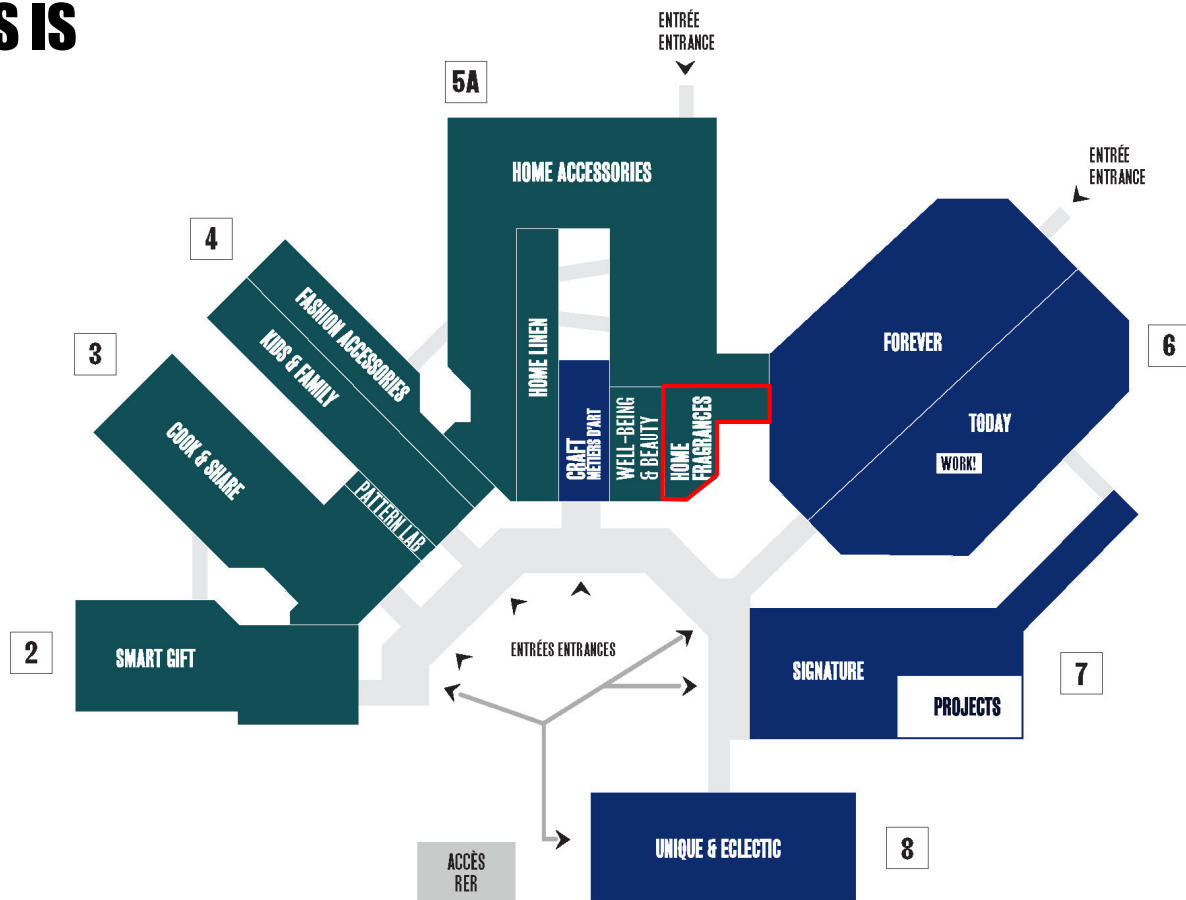 S IS
ENTRÉE
ENTRANCE
5A
HOME ACCESSORIES
ENTRÉE
ENTRANCE
4
FASHION ACCESSORIES
KIDS & FAMILY
3
COOK & SHARE
PATTERN LAB
HOME LINEN
CRAFT
METIERS D'ART
WELL-BEING
& BEAUTY
HOME
FRAGRANCES
FOREVER
6
TODAY
WORK!
2
SMART GIFT
ENTRÉES ENTRANCES
SIGNATURE
7
PROJECTS
UNIQUE & ECLECTIC
8
ACCÈS
RER